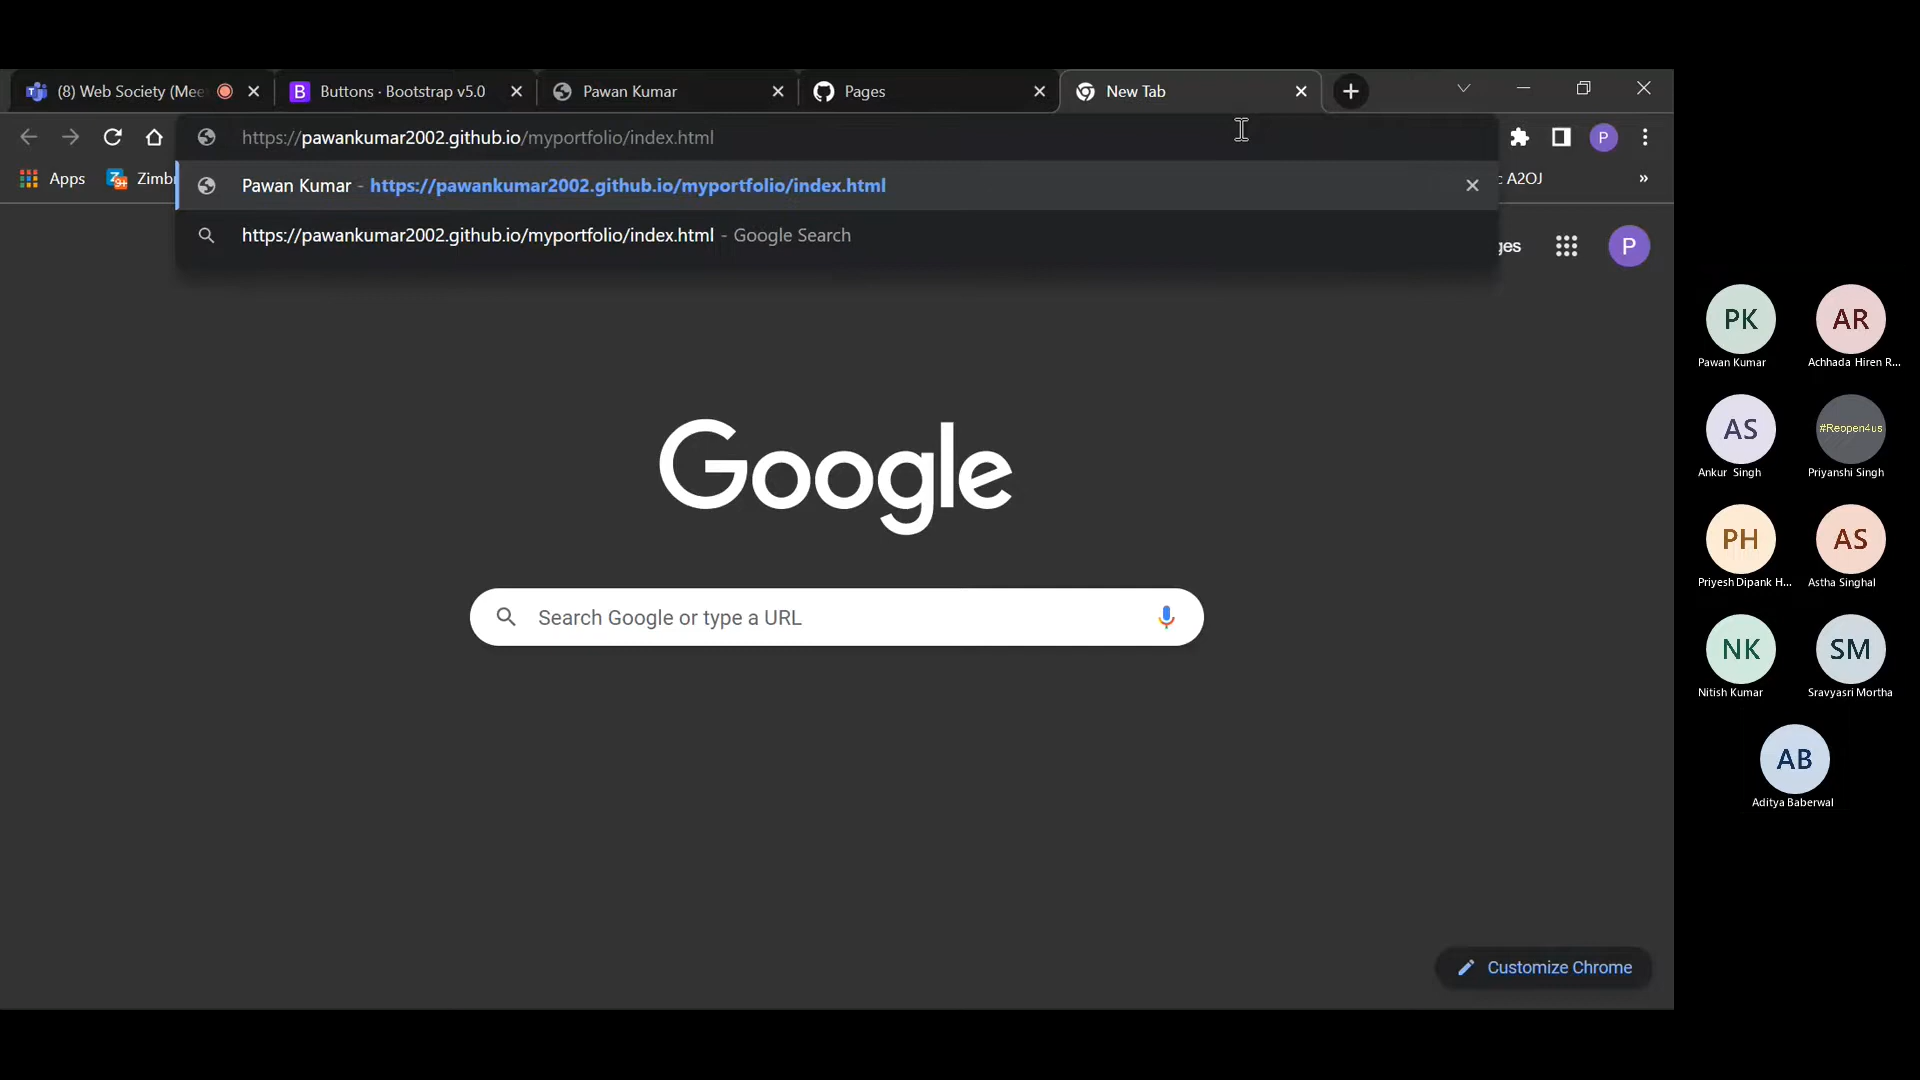 (8) Web Society (Mee
Buttons · Bootstrap v5.0
Pawan Kumar
Pages
New Tab
https://pawankumar2002.github.io/myportfolio/index.html
P
Apps
Zimbr
Pawan Kumar - https://pawankumar2002.github.io/myportfolio/index.html
c A2OJ
»
https://pawankumar2002.github.io/myportfolio/index.html - Google Search
ges
P
Google
Search Google or type a URL
Customize Chrome
PK
AR
Pawan Kumar
Achhada Hiren R...
AS
#Reopen4us
Ankur Singh
Priyanshi Singh
PH
AS
Priyesh Dipank H...
Astha Singhal
NK
SM
Nitish Kumar
Sravyasri Mortha
AB
Aditya Baberwal